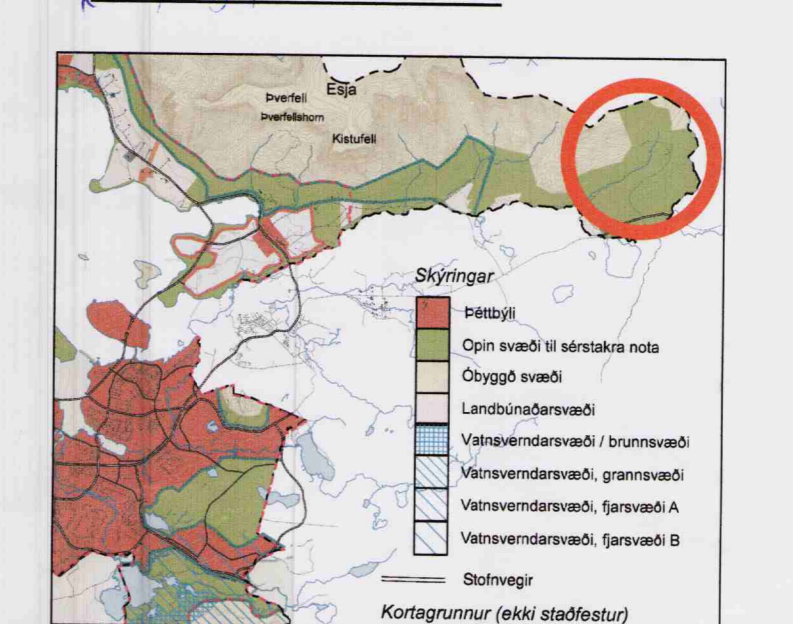 Esja
Þverfell
Þverfellshorn
Kistufell
Skýringar
Þéttbýli
Opin svæði til sérstakra nota
Óbyggð svæði
Landbúnaðarsvæði
Vatnsverndarsvæði / brunnsvæði
Vatnsverndarsvæði, grannsvæði
Vatnsverndarsvæði, fjarsvæði A
Vatnsverndarsvæði, fjarsvæði B
Stofnvegir
Kortagrunnur (ekki staðfestur)